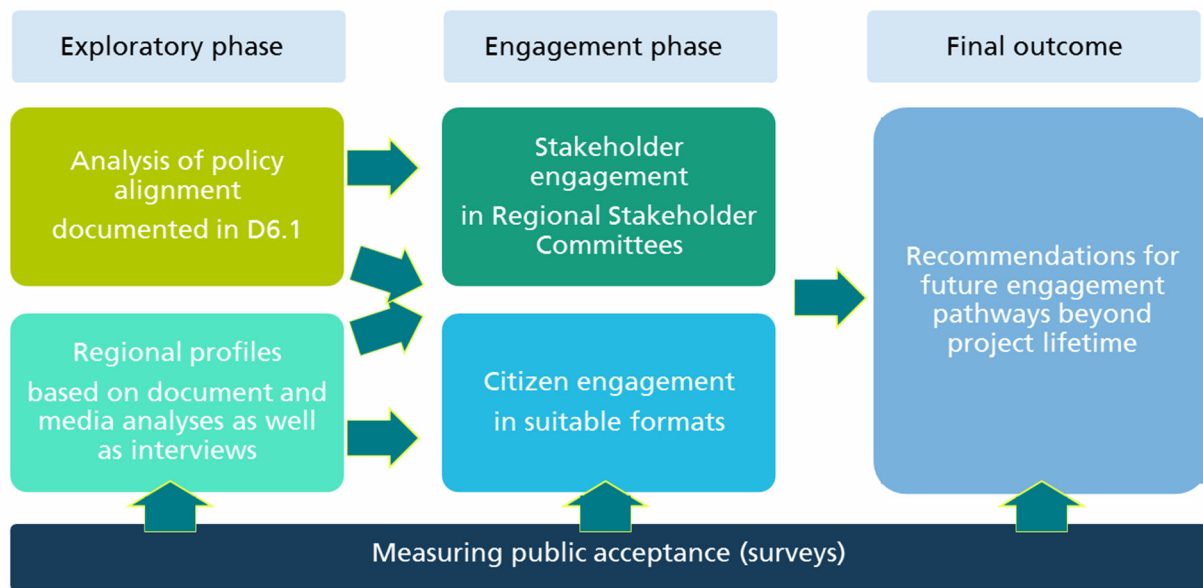 Exploratory phase
Engagement phase
Final outcome
Analysis of policy
alignment
documented in D6.1
Stakeholder
engagement
in Regional Stakeholder
Committees
Recommendations for
future engagement
pathways beyond
project lifetime
Regional profiles
based on document and
media analyses as well
as interviews
Citizen engagement
in suitable formats
Measuring public acceptance (surveys)